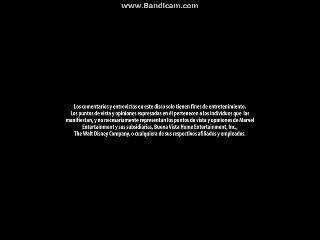 www.Bandicam.com
Los comentarios y entrevistas en este disco solo tienen fines de entretenimiento.
Los puntos de vista y opiniones expresadas en él pertenecen a los individuos que los
manifiestan, y no necesariamente representan los puntos de vista y opiniones de Marvel
Entertainment y sus subsidiarias, Buena Vista Home Entertainment, Inc.,
The Walt Disney Company, o cualquiera de sus respectivos afiliados y empleados.